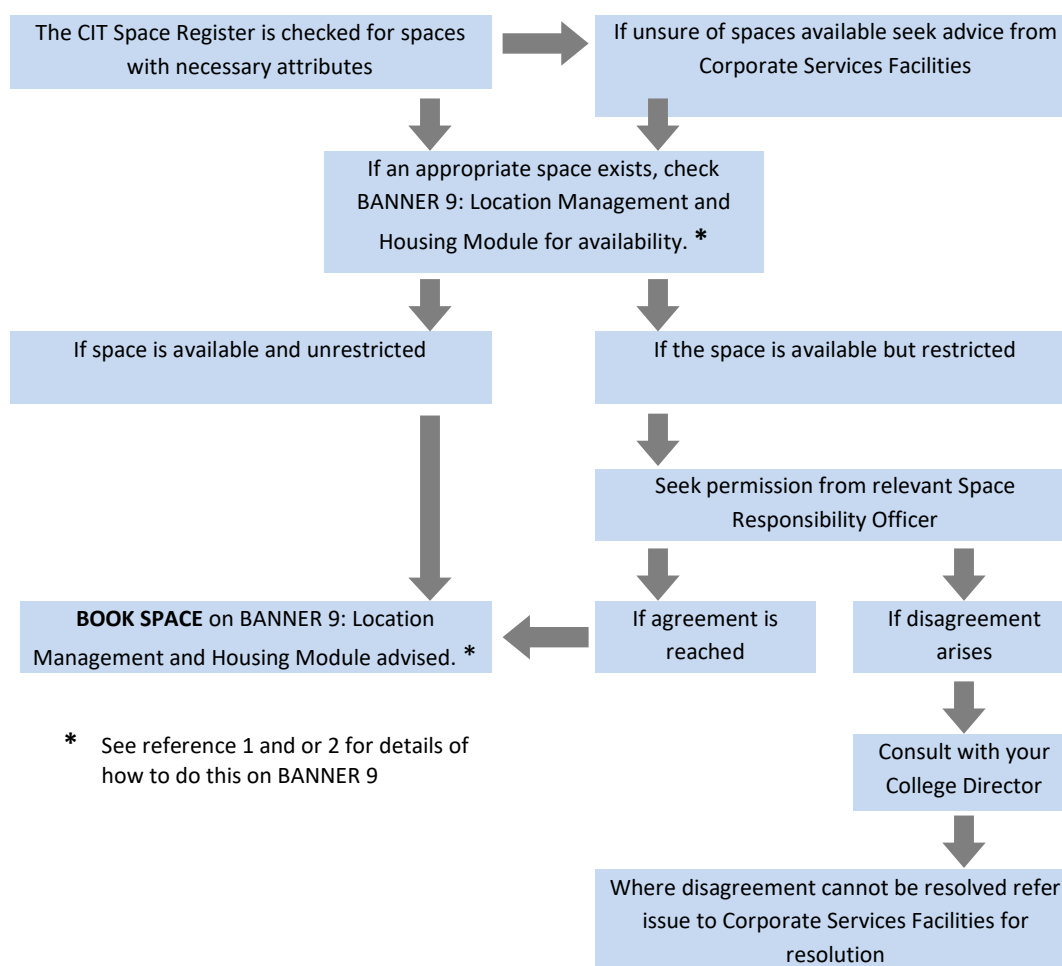 The CIT Space Register is checked for spaces
with necessary attributes
If unsure of spaces available seek advice from
Corporate Services Facilities
If an appropriate space exists, check
BANNER 9: Location Management and
Housing Module for availability. *
If space is available and unrestricted
If the space is available but restricted
Seek permission from relevant Space
Responsibility Officer
BOOK SPACE on BANNER 9: Location
Management and Housing Module advised. *
If agreement is
reached
If disagreement
arises
* See reference 1 and or 2 for details of
how to do this on BANNER 9
Consult with your
College Director
Where disagreement cannot be resolved refer
issue to Corporate Services Facilities for
resolution